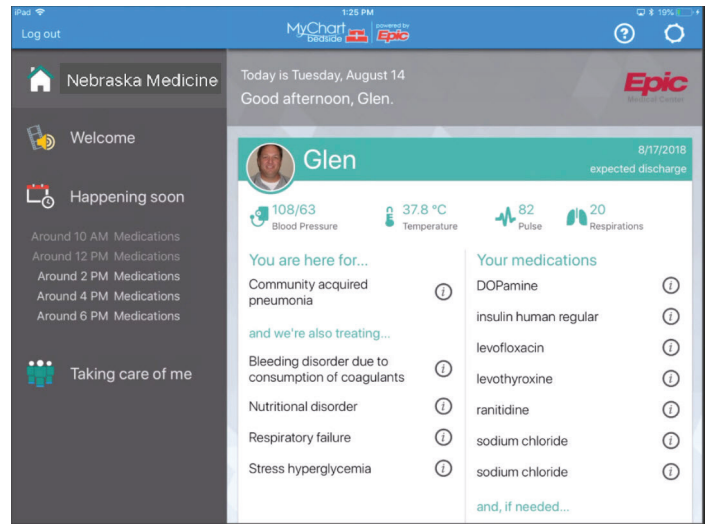 iPad
1:25 PM
19%
Log out
MyChart
bedside
powered by
Epic
Nebraska Medicine
Welcome
Happening soon
Around 10 AM Medications
Around 12 PM Medications
Around 2 PM Medications
Around 4 PM Medications
Around 6 PM Medications
Taking care of me
Today is Tuesday, August 14
Good afternoon, Glen.
Epic
Medical Center
Glen
8/17/2018
expected discharge
108/63
Blood Pressure
37.8 °C
Temperature
82
Pulse
20
Respirations
You are here for...
Community acquired
pneumonia
and we're also treating...
Bleeding disorder due to
consumption of coagulants
Nutritional disorder
Respiratory failure
Stress hyperglycemia
Your medications
DOPamine
insulin human regular
levofloxacin
levothyroxine
ranitidine
sodium chloride
sodium chloride
and, if needed...